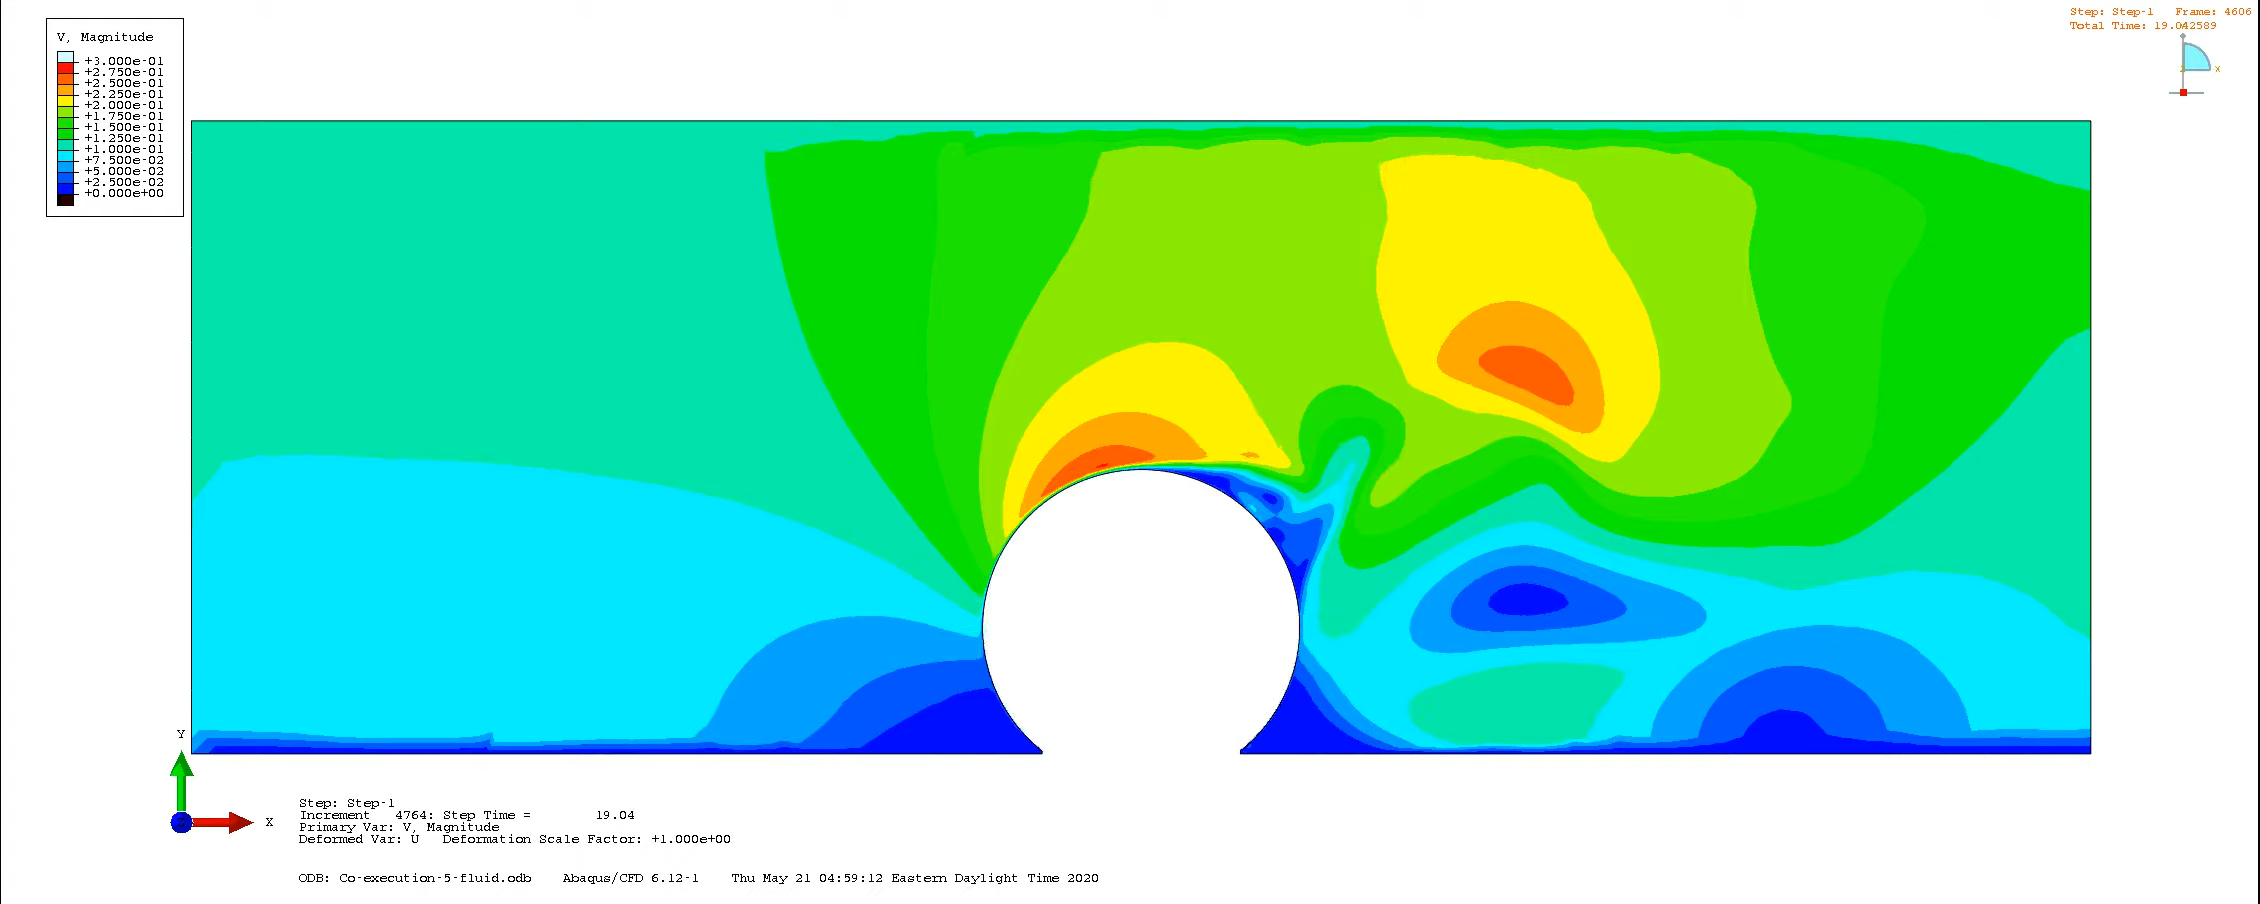 Step: Step-1   Frame: 4606
Total Time: 19.042589
V, Magnitude
+3.000e-01
+2.750e-01
+2.500e-01
+2.250e-01
+2.000e-01
+1.750e-01
+1.500e-01
+1.250e-01
+1.000e-01
+7.500e-02
+5.000e-02
+2.500e-02
+0.000e+00
X
Y
X
Step: Step-1
Increment   4764: Step Time =        19.04
Primary Var: V, Magnitude
Deformed Var: U   Deformation Scale Factor: +1.000e+00
ODB: Co-execution-5-fluid.odb    Abaqus/CFD 6.12-1    Thu May 21 04:59:12 Eastern Daylight Time 2020